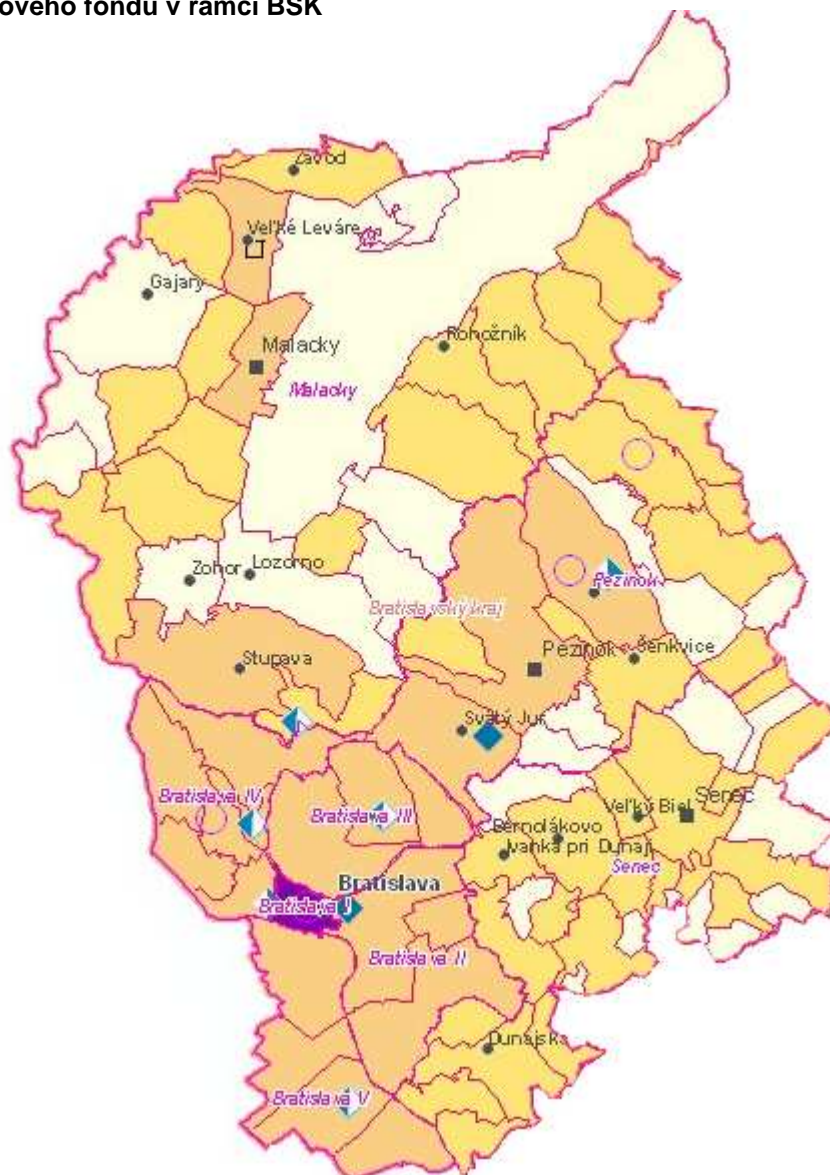 ového fondu v rámci BSK
Závod
Veľké Leváre
Gajary
Rohožník
Malacky
Malacky
Zohor
Lozorno
Pezinok
Bratislavský kraj
Pezinok
Šenkvice
Stupava
Svätý Jur
Bratislava IV
Bratislava III
Veľký Biel
Senec
Bernolákovo
Ivanka pri Dunaji
Senec
Bratislava
Bratislava I
Bratislava II
Dunajsk
Bratislava V